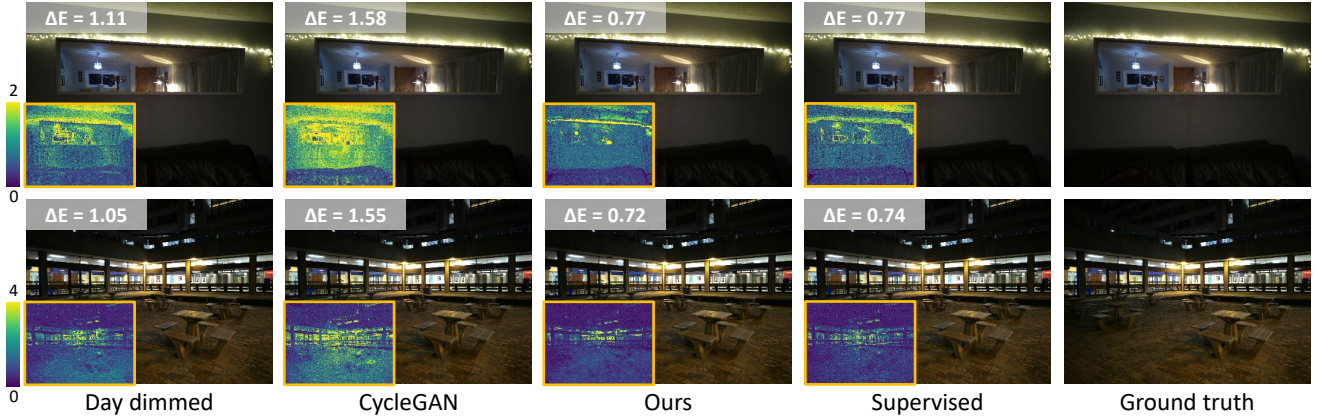 ΔE = 1.11
ΔE = 1.58
ΔE = 0.77
ΔE = 0.77
2
0
ΔE = 1.05
ΔE = 1.55
ΔE = 0.72
ΔE = 0.74
4
0
Day dimmed
CycleGAN
Ours
Supervised
Ground truth